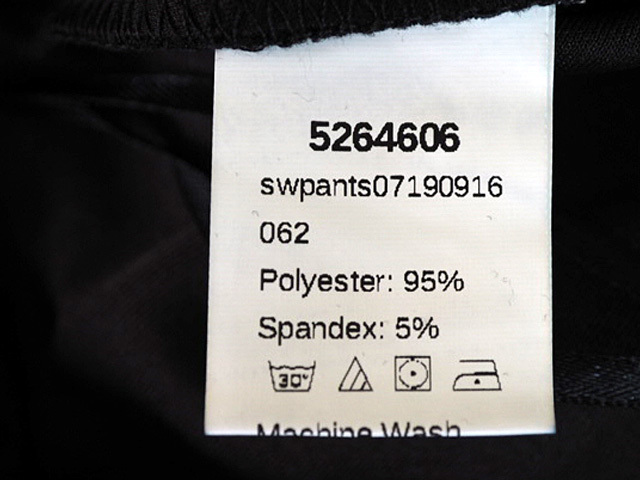 5264606
swpants07190916
062
Polyester: 95%
Spandex: 5%
30°
Machine Wash